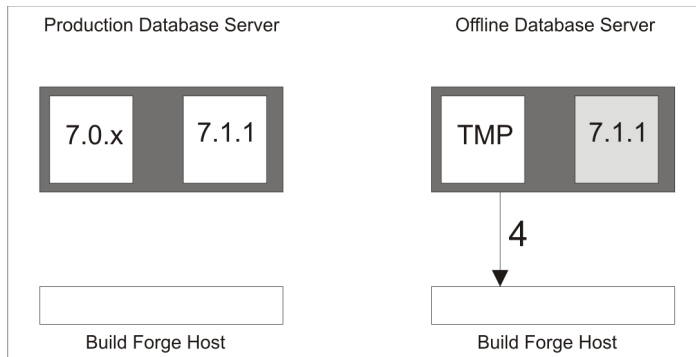 Production Database Server
Offline Database Server
7.0.x
7.1.1
TMP
7.1.1
4
Build Forge Host
Build Forge Host